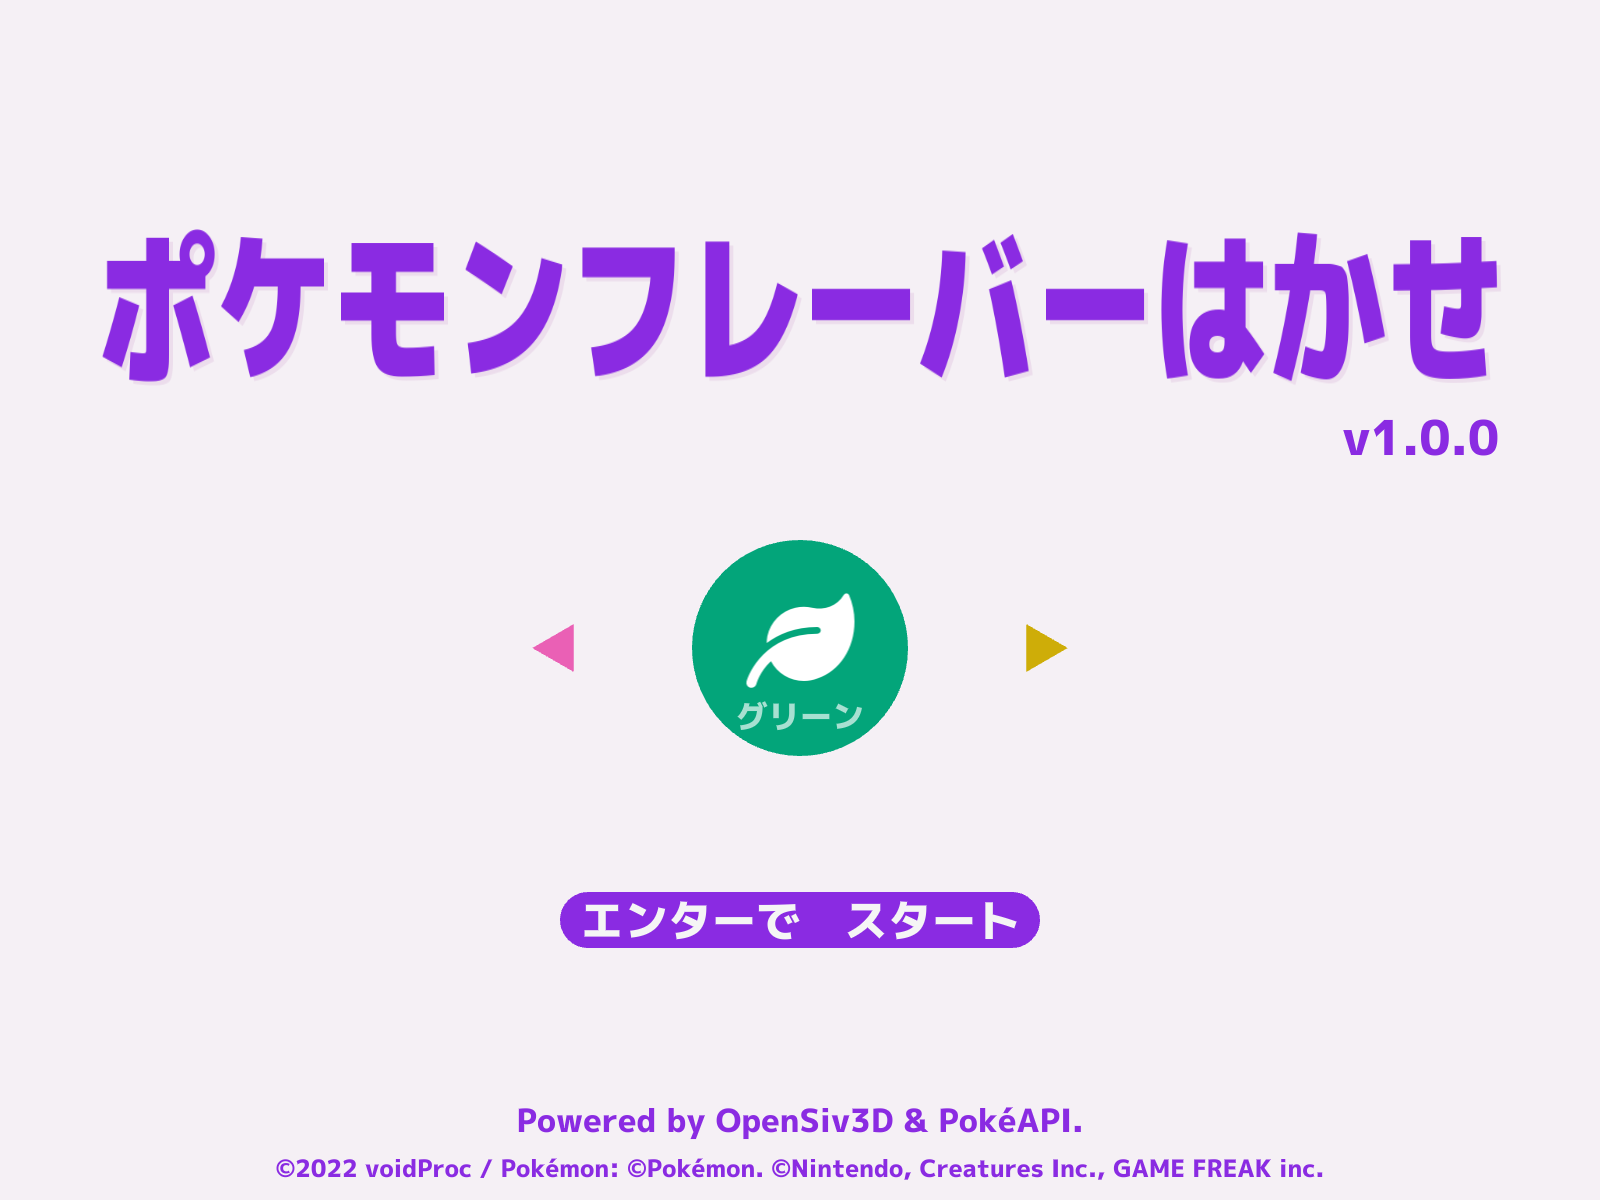 ポケモンフレーバーはかせ
v1.0.0
グリーン
エンターで　スタート
Powered by OpenSiv3D & PokéAPI.
©2022 voidProc / Pokémon: ©Pokémon. ©Nintendo, Creatures Inc., GAME FREAK inc.